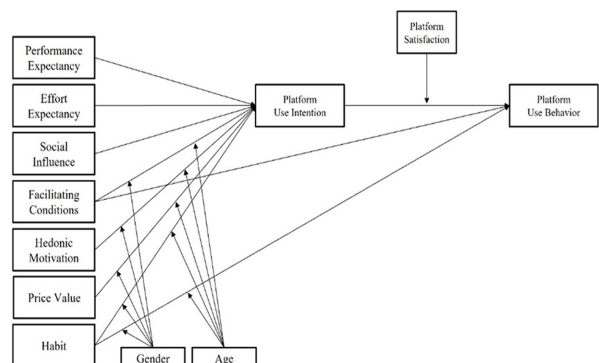 Platform
Satisfaction
Performance
Expectancy
Effort
Expectancy
Platform
Use Intention
Platform
Use Behavior
Social
Influence
Facilitating
Conditions
Hedonic
Motivation
Price Value
Habit
Gender
Age